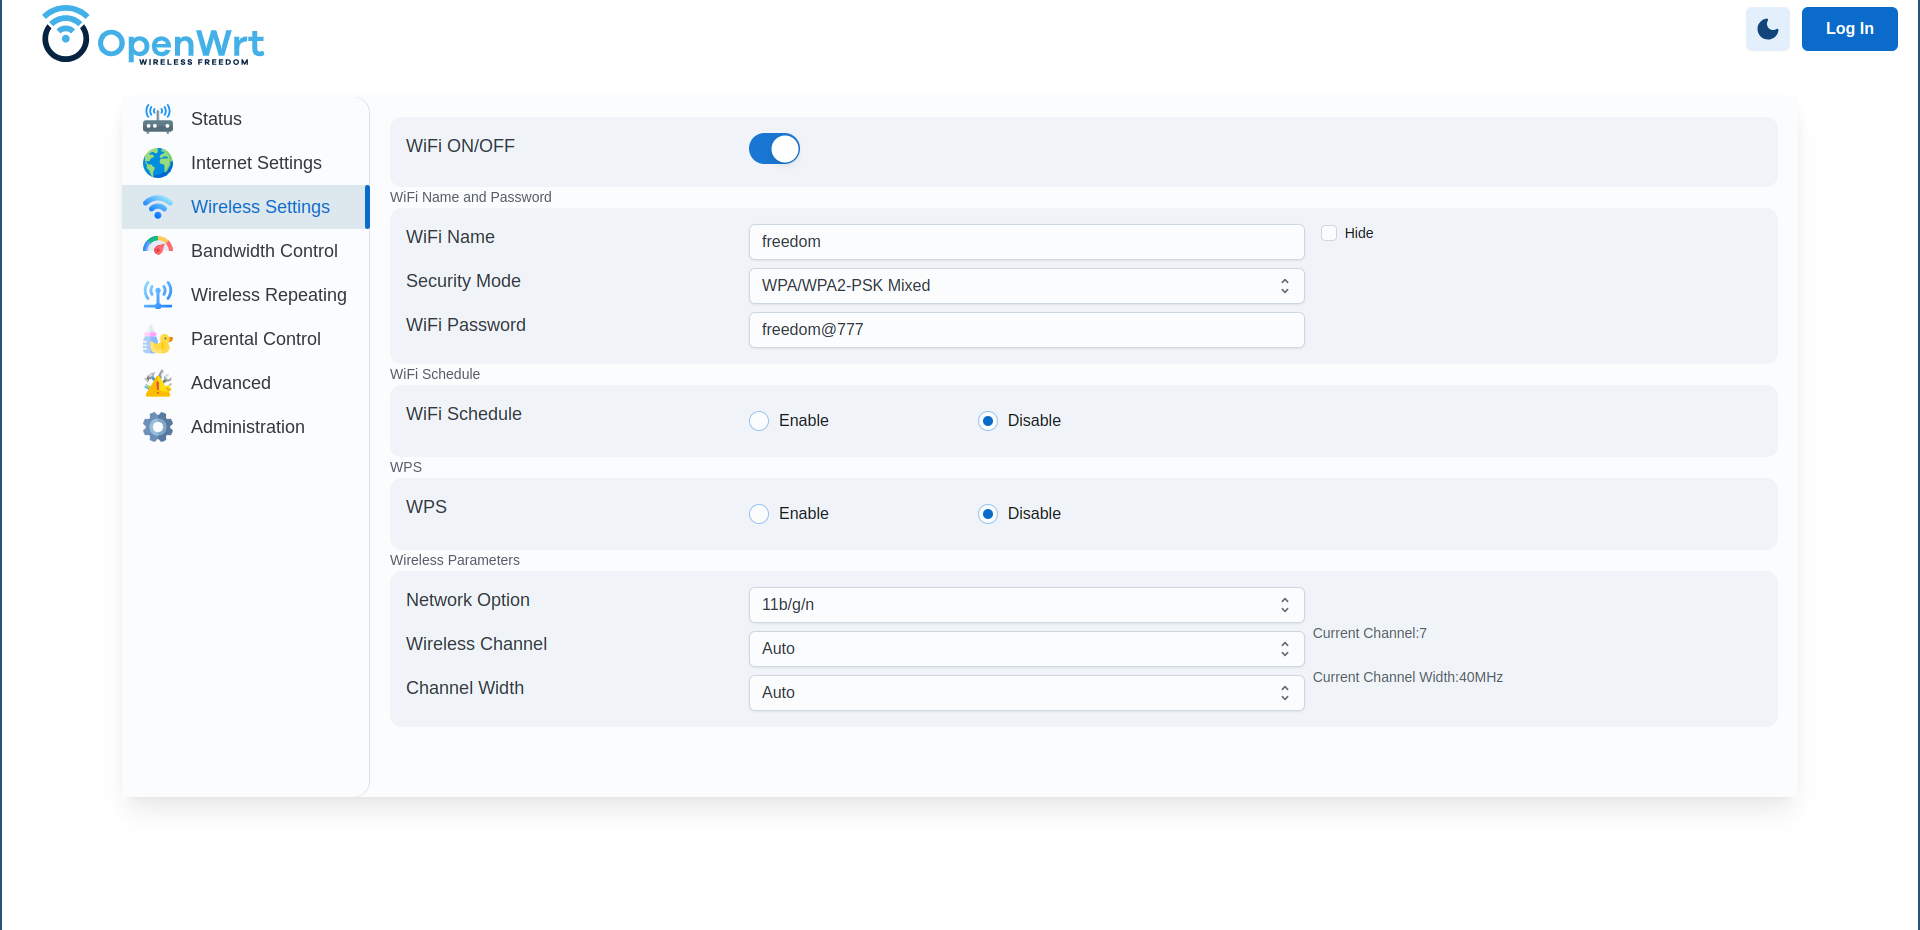 OpenWrt
WIRELESS FREEDOM
Log In
Status
Internet Settings
Wireless Settings
Bandwidth Control
Wireless Repeating
Parental Control
Advanced
Administration
WiFi ON/OFF
WiFi Name and Password
WiFi Name
freedom
Hide
Security Mode
WPA/WPA2-PSK Mixed
WiFi Password
freedom@777
WiFi Schedule
WiFi Schedule
Enable
Disable
WPS
WPS
Enable
Disable
Wireless Parameters
Network Option
11b/g/n
Wireless Channel
Auto
Current Channel:7
Channel Width
Auto
Current Channel Width:40MHz